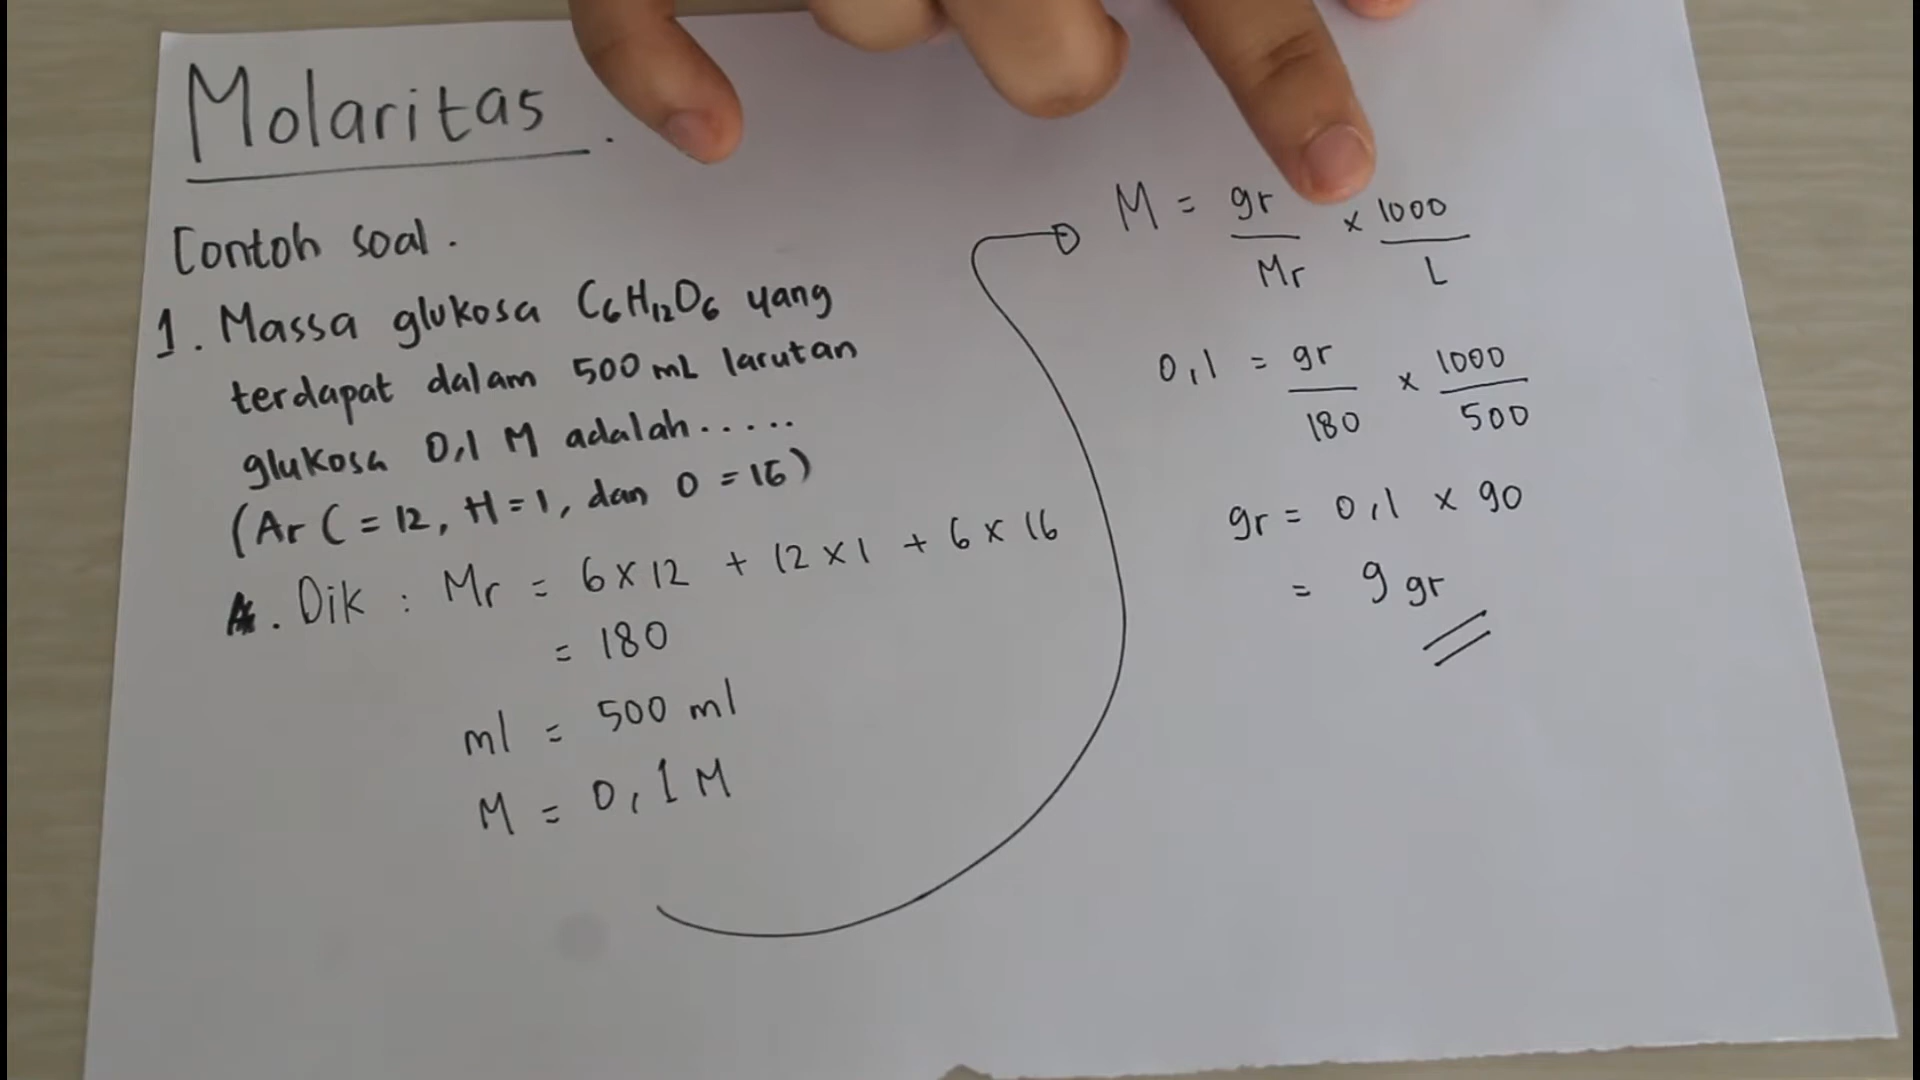 Molaritas.
Contoh soal.
1. Massa glukosa C6H12O6 yang
terdapat dalam 500 mL larutan
glukosa 0,1 M adalah.....
(Ar C = 12, H = 1, dan O = 16)
A. Dik : Mr = 6 x 12 + 12 x 1 + 6 x 16
= 180
ml = 500 ml
M = 0,1 M
M = gr/Mr x 1000/L
0,1 = gr/180 x 1000/500
gr = 0,1 x 90
= 9 gr